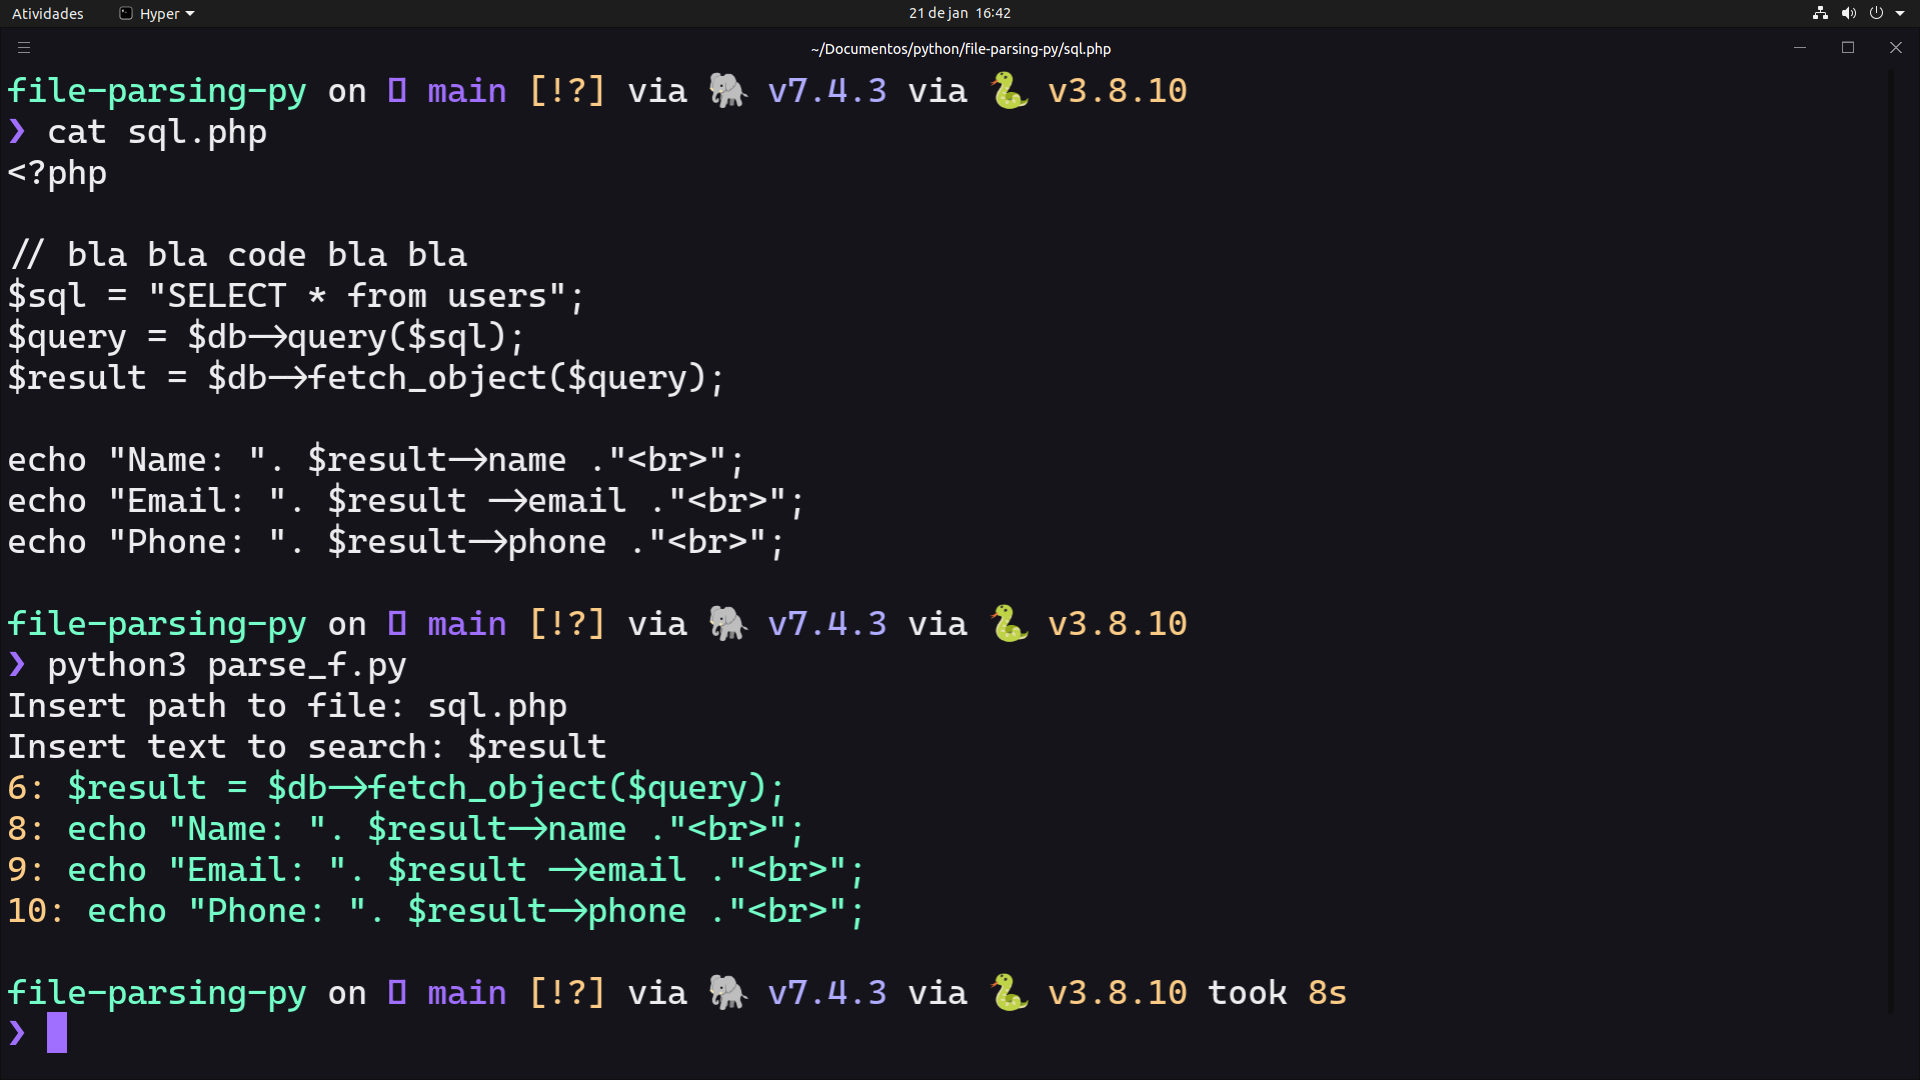 Atividades Hyper 21 de jan 16:42
~/Documentos/python/file-parsing-py/sql.php
file-parsing-py on main [!?] via 🐘 v7.4.3 via 🐍 v3.8.10
❯ cat sql.php
<?php
// bla bla code bla bla
$sql = "SELECT * from users";
$query = $db->query($sql);
$result = $db->fetch_object($query);
echo "Name: ". $result->name ."<br>";
echo "Email: ". $result ->email ."<br>";
echo "Phone: ". $result->phone ."<br>";
file-parsing-py on main [!?] via 🐘 v7.4.3 via 🐍 v3.8.10
❯ python3 parse_f.py
Insert path to file: sql.php
Insert text to search: $result
6: $result = $db->fetch_object($query);
8: echo "Name: ". $result->name ."<br>";
9: echo "Email: ". $result ->email ."<br>";
10: echo "Phone: ". $result->phone ."<br>";
file-parsing-py on main [!?] via 🐘 v7.4.3 via 🐍 v3.8.10 took 8s
❯